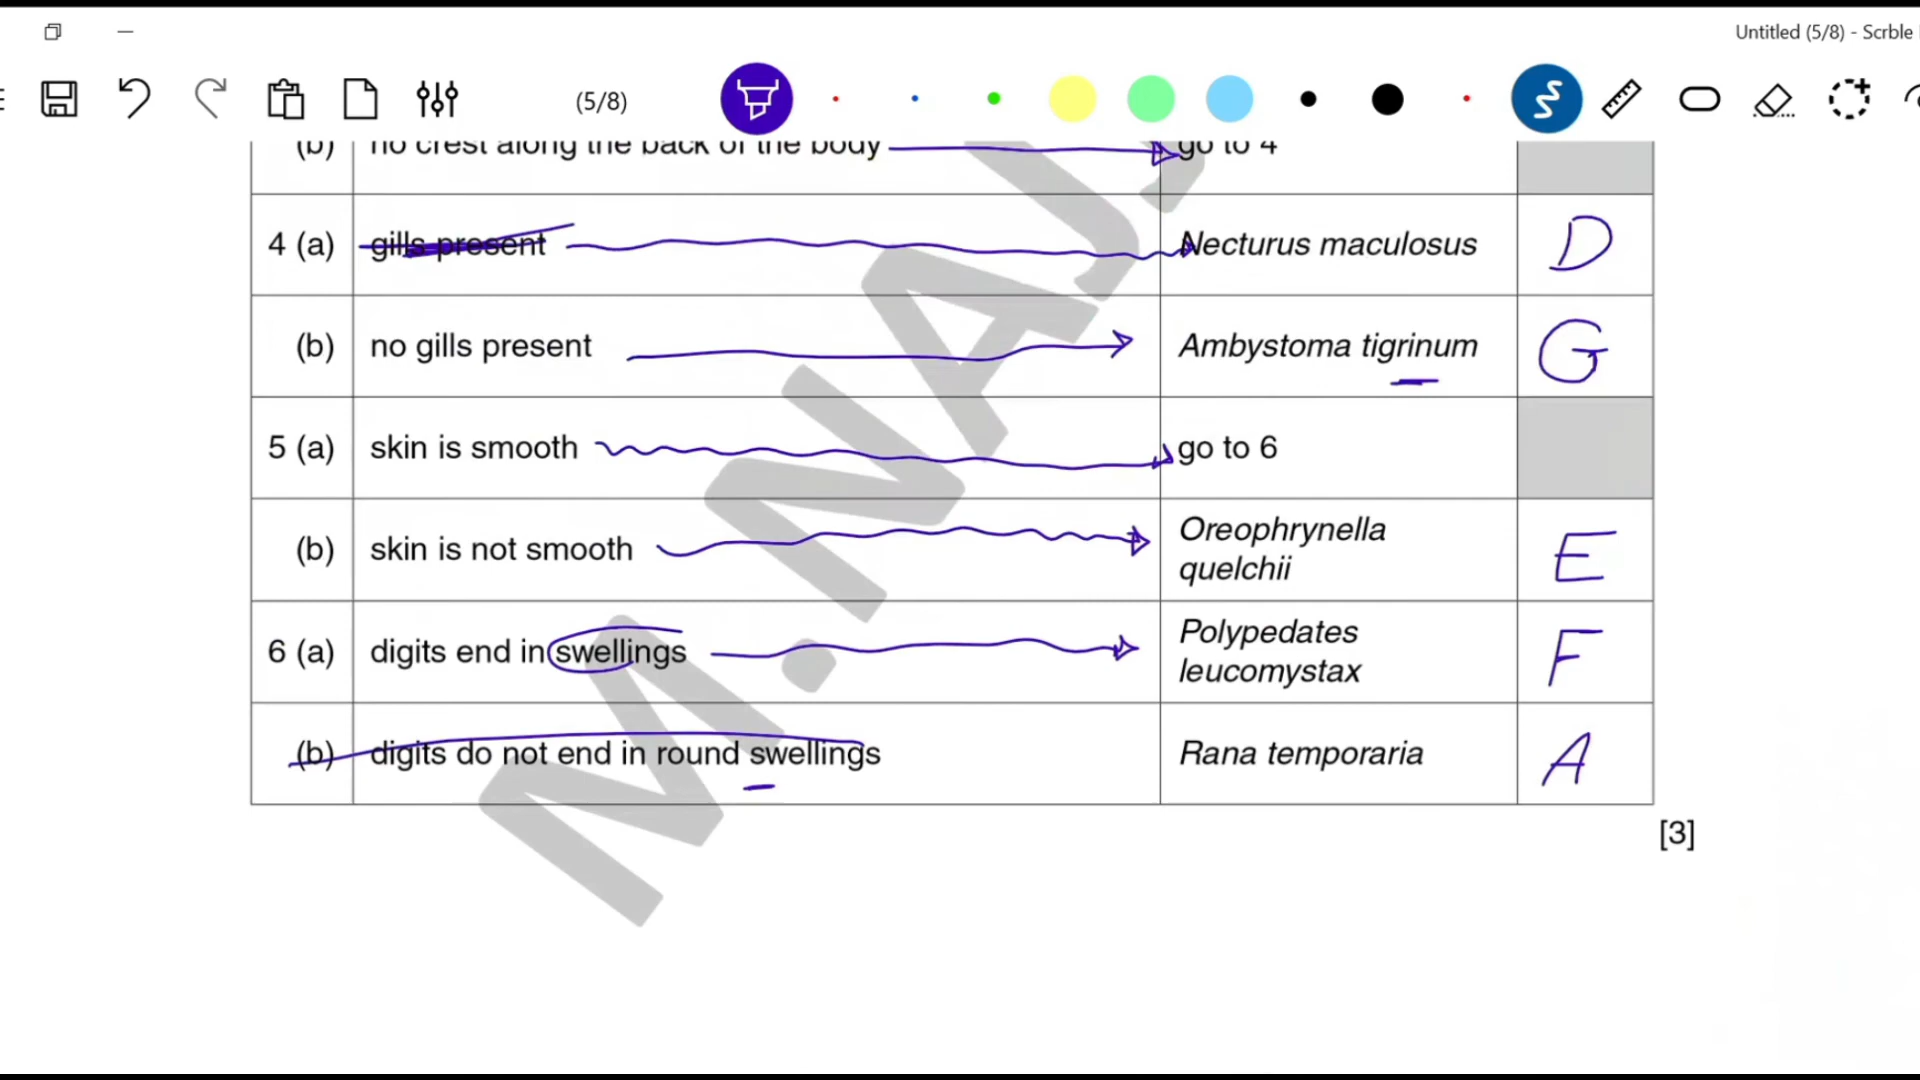 Untitled (5/8) - Scrble
(5/8)
(b) no crest along the back of the body go to 4
4 (a) gills present Necturus maculosus D
(b) no gills present Ambystoma tigrinum G
5 (a) skin is smooth go to 6
(b) skin is not smooth Oreophrynella
quelchii E
6 (a) digits end in swellings Polypedates
leucomystax F
(b) digits do not end in round swellings Rana temporaria A
[3]